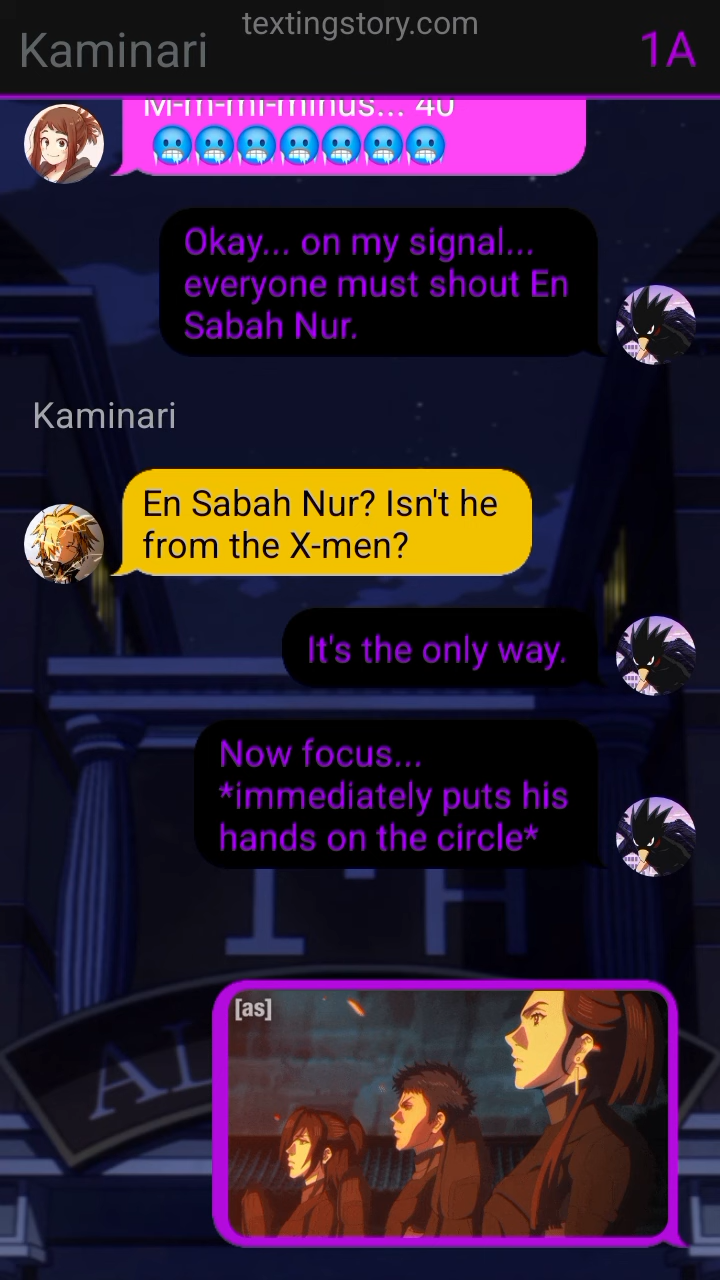 textingstory.com
Kaminari
1A
M-m-mi-minus... 40
Okay... on my signal...
everyone must shout En
Sabah Nur.
Kaminari
En Sabah Nur? Isn't he
from the X-men?
It's the only way.
Now focus...
*immediately puts his
hands on the circle*
I-A
AL
[as]